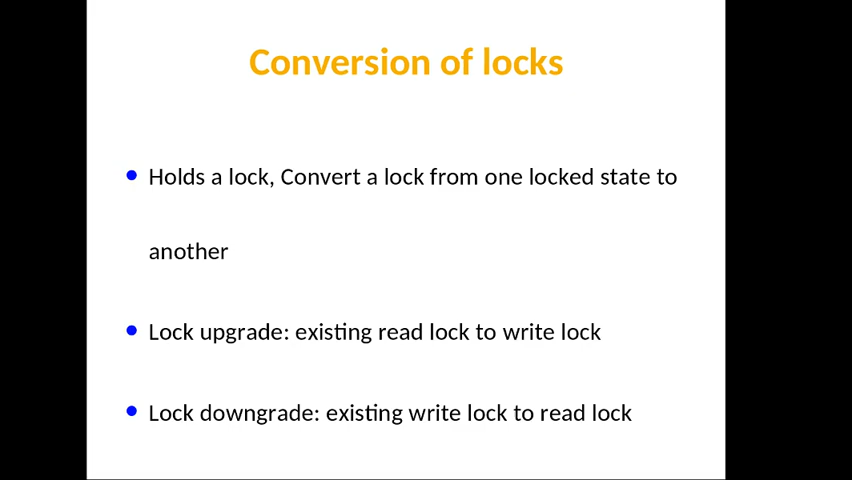 Conversion of locks
Holds a lock, Convert a lock from one locked state to
another
Lock upgrade: existing read lock to write lock
Lock downgrade: existing write lock to read lock